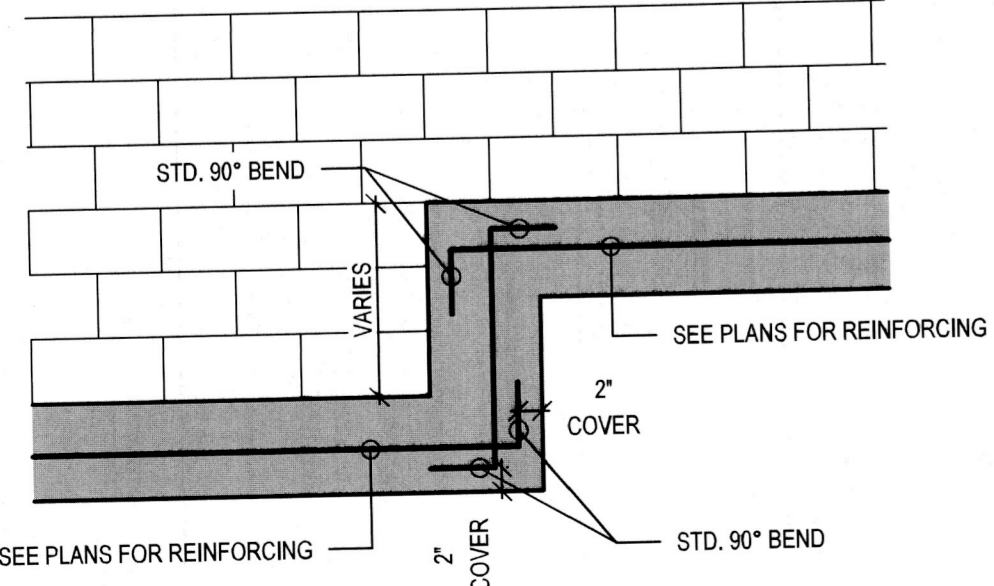 STD. 90° BEND
VARIES
SEE PLANS FOR REINFORCING
2"
COVER
SEE PLANS FOR REINFORCING
2"
COVER
STD. 90° BEND